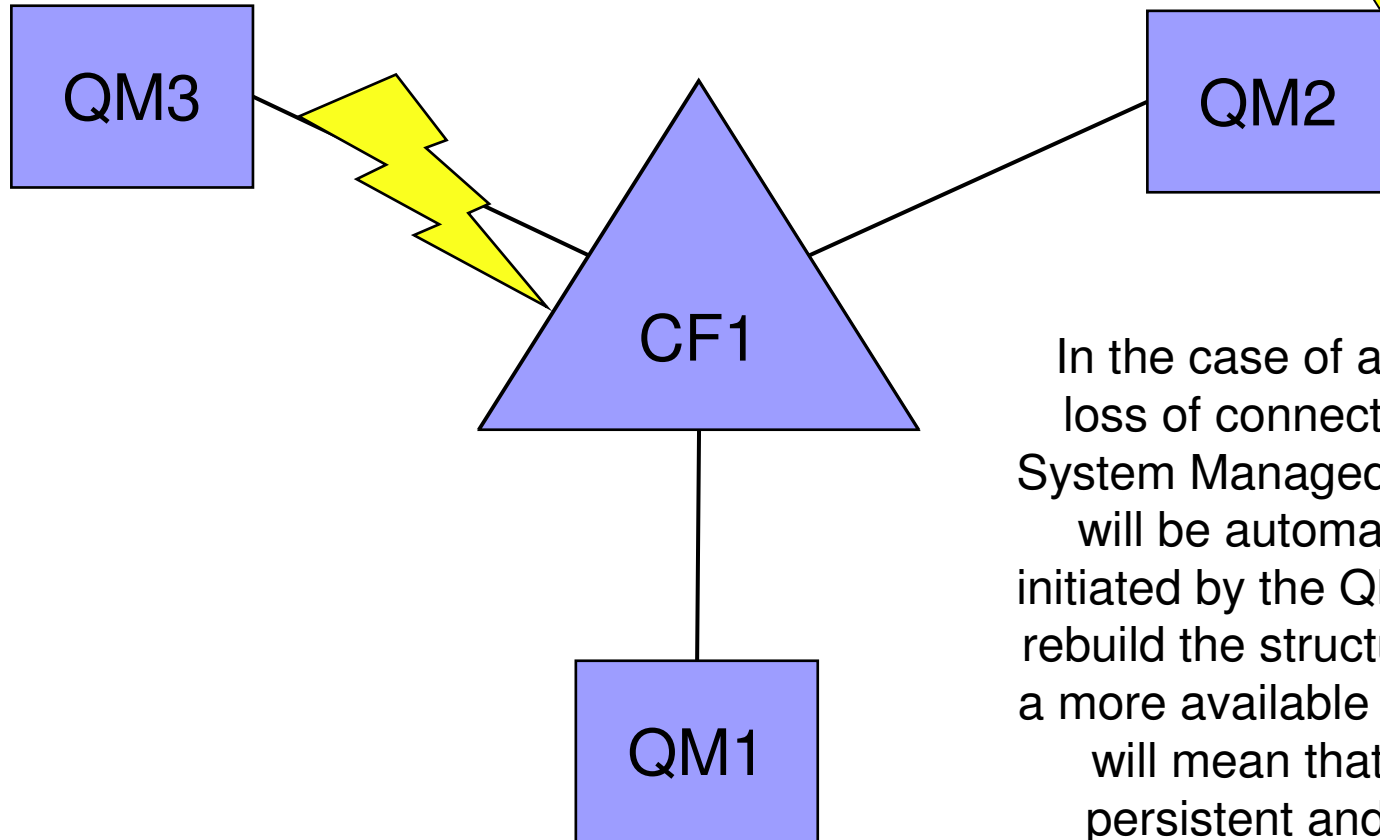 QM3
QM2
CF1
In the case of a
loss of connect
System Managed
will be automa
initiated by the Q
rebuild the struct
a more available
will mean that
persistent and
QM1